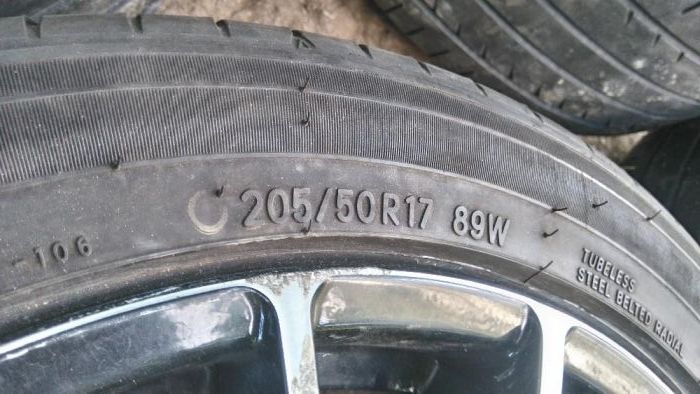 205/50R17 89W
-106
TUBELESS
STEEL BELTED RADIAL